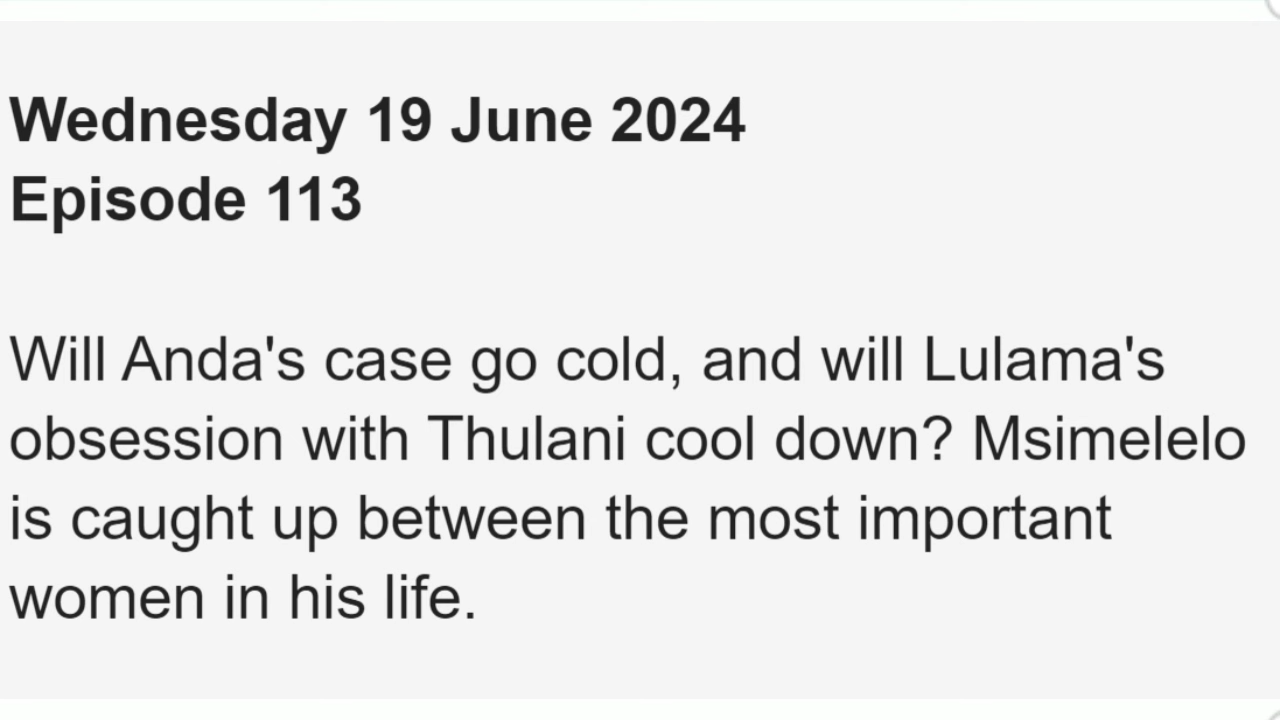 Wednesday 19 June 2024
Episode 113
Will Anda's case go cold, and will Lulama's
obsession with Thulani cool down? Msimelelo
is caught up between the most important
women in his life.